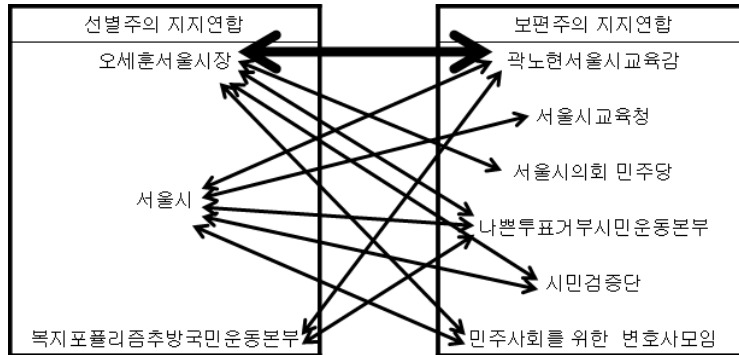 선별주의 지지연합
보편주의 지지연합
오세훈서울시장
곽노현서울시교육감
서울시교육청
서울시의회 민주당
서울시
나쁜투표거부시민운동본부
시민검증단
복지포퓰리즘추방국민운동본부
민주사회를 위한 변호사모임